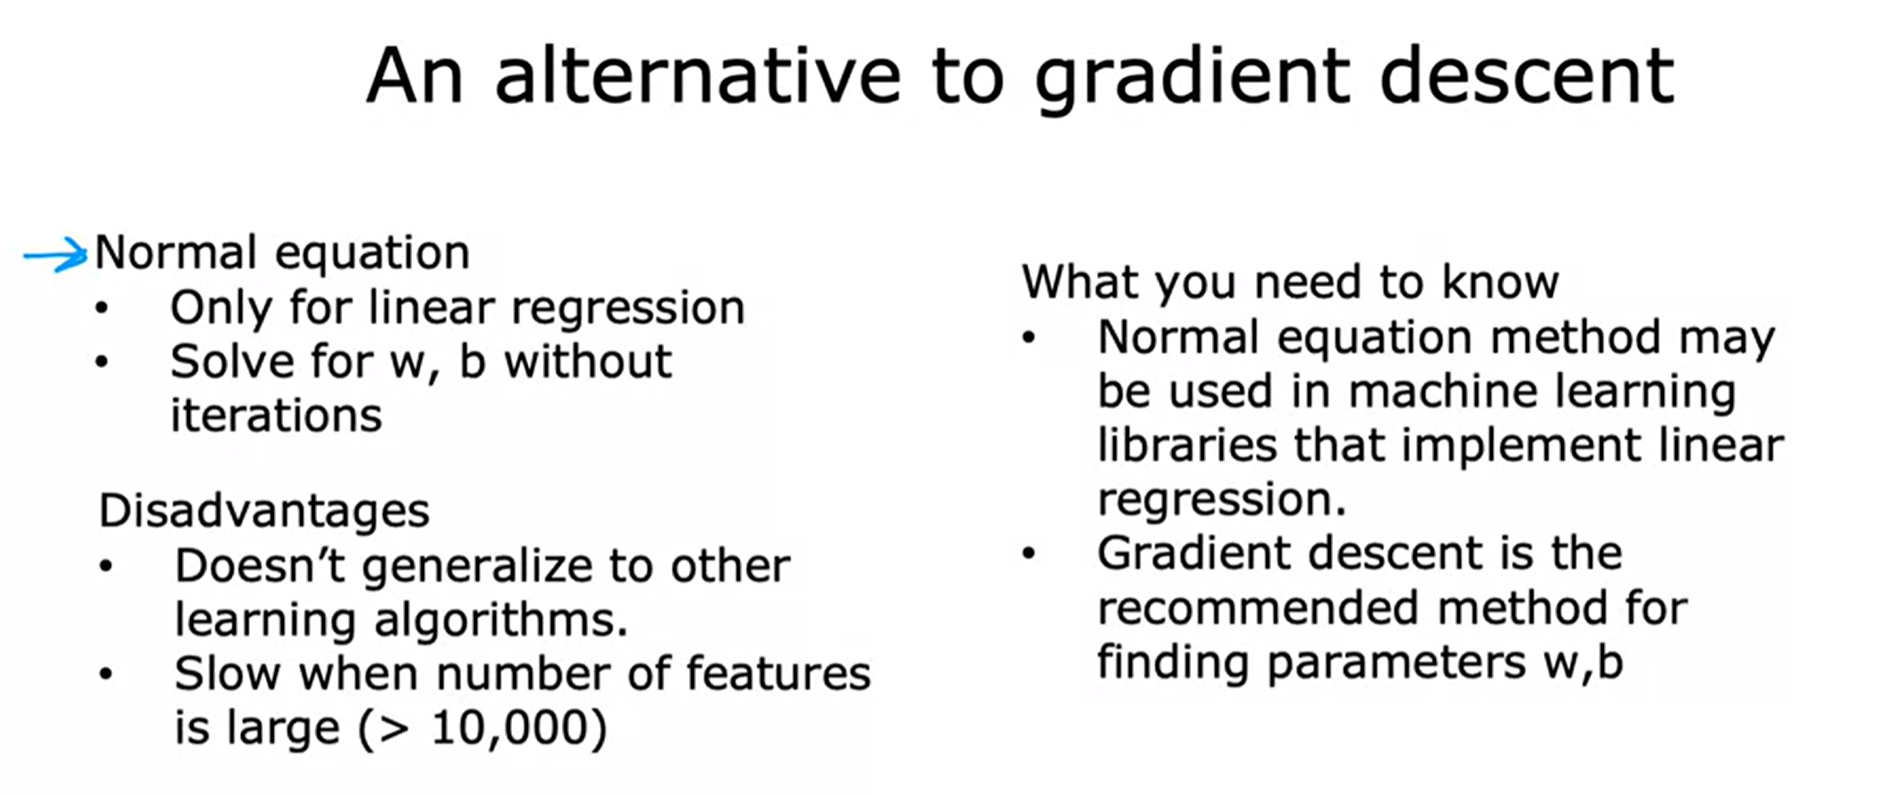 An alternative to gradient descent
Normal equation
• Only for linear regression
• Solve for w, b without
iterations
Disadvantages
• Doesn’t generalize to other
learning algorithms.
• Slow when number of features
is large (> 10,000)
What you need to know
• Normal equation method may
be used in machine learning
libraries that implement linear
regression.
• Gradient descent is the
recommended method for
finding parameters w,b